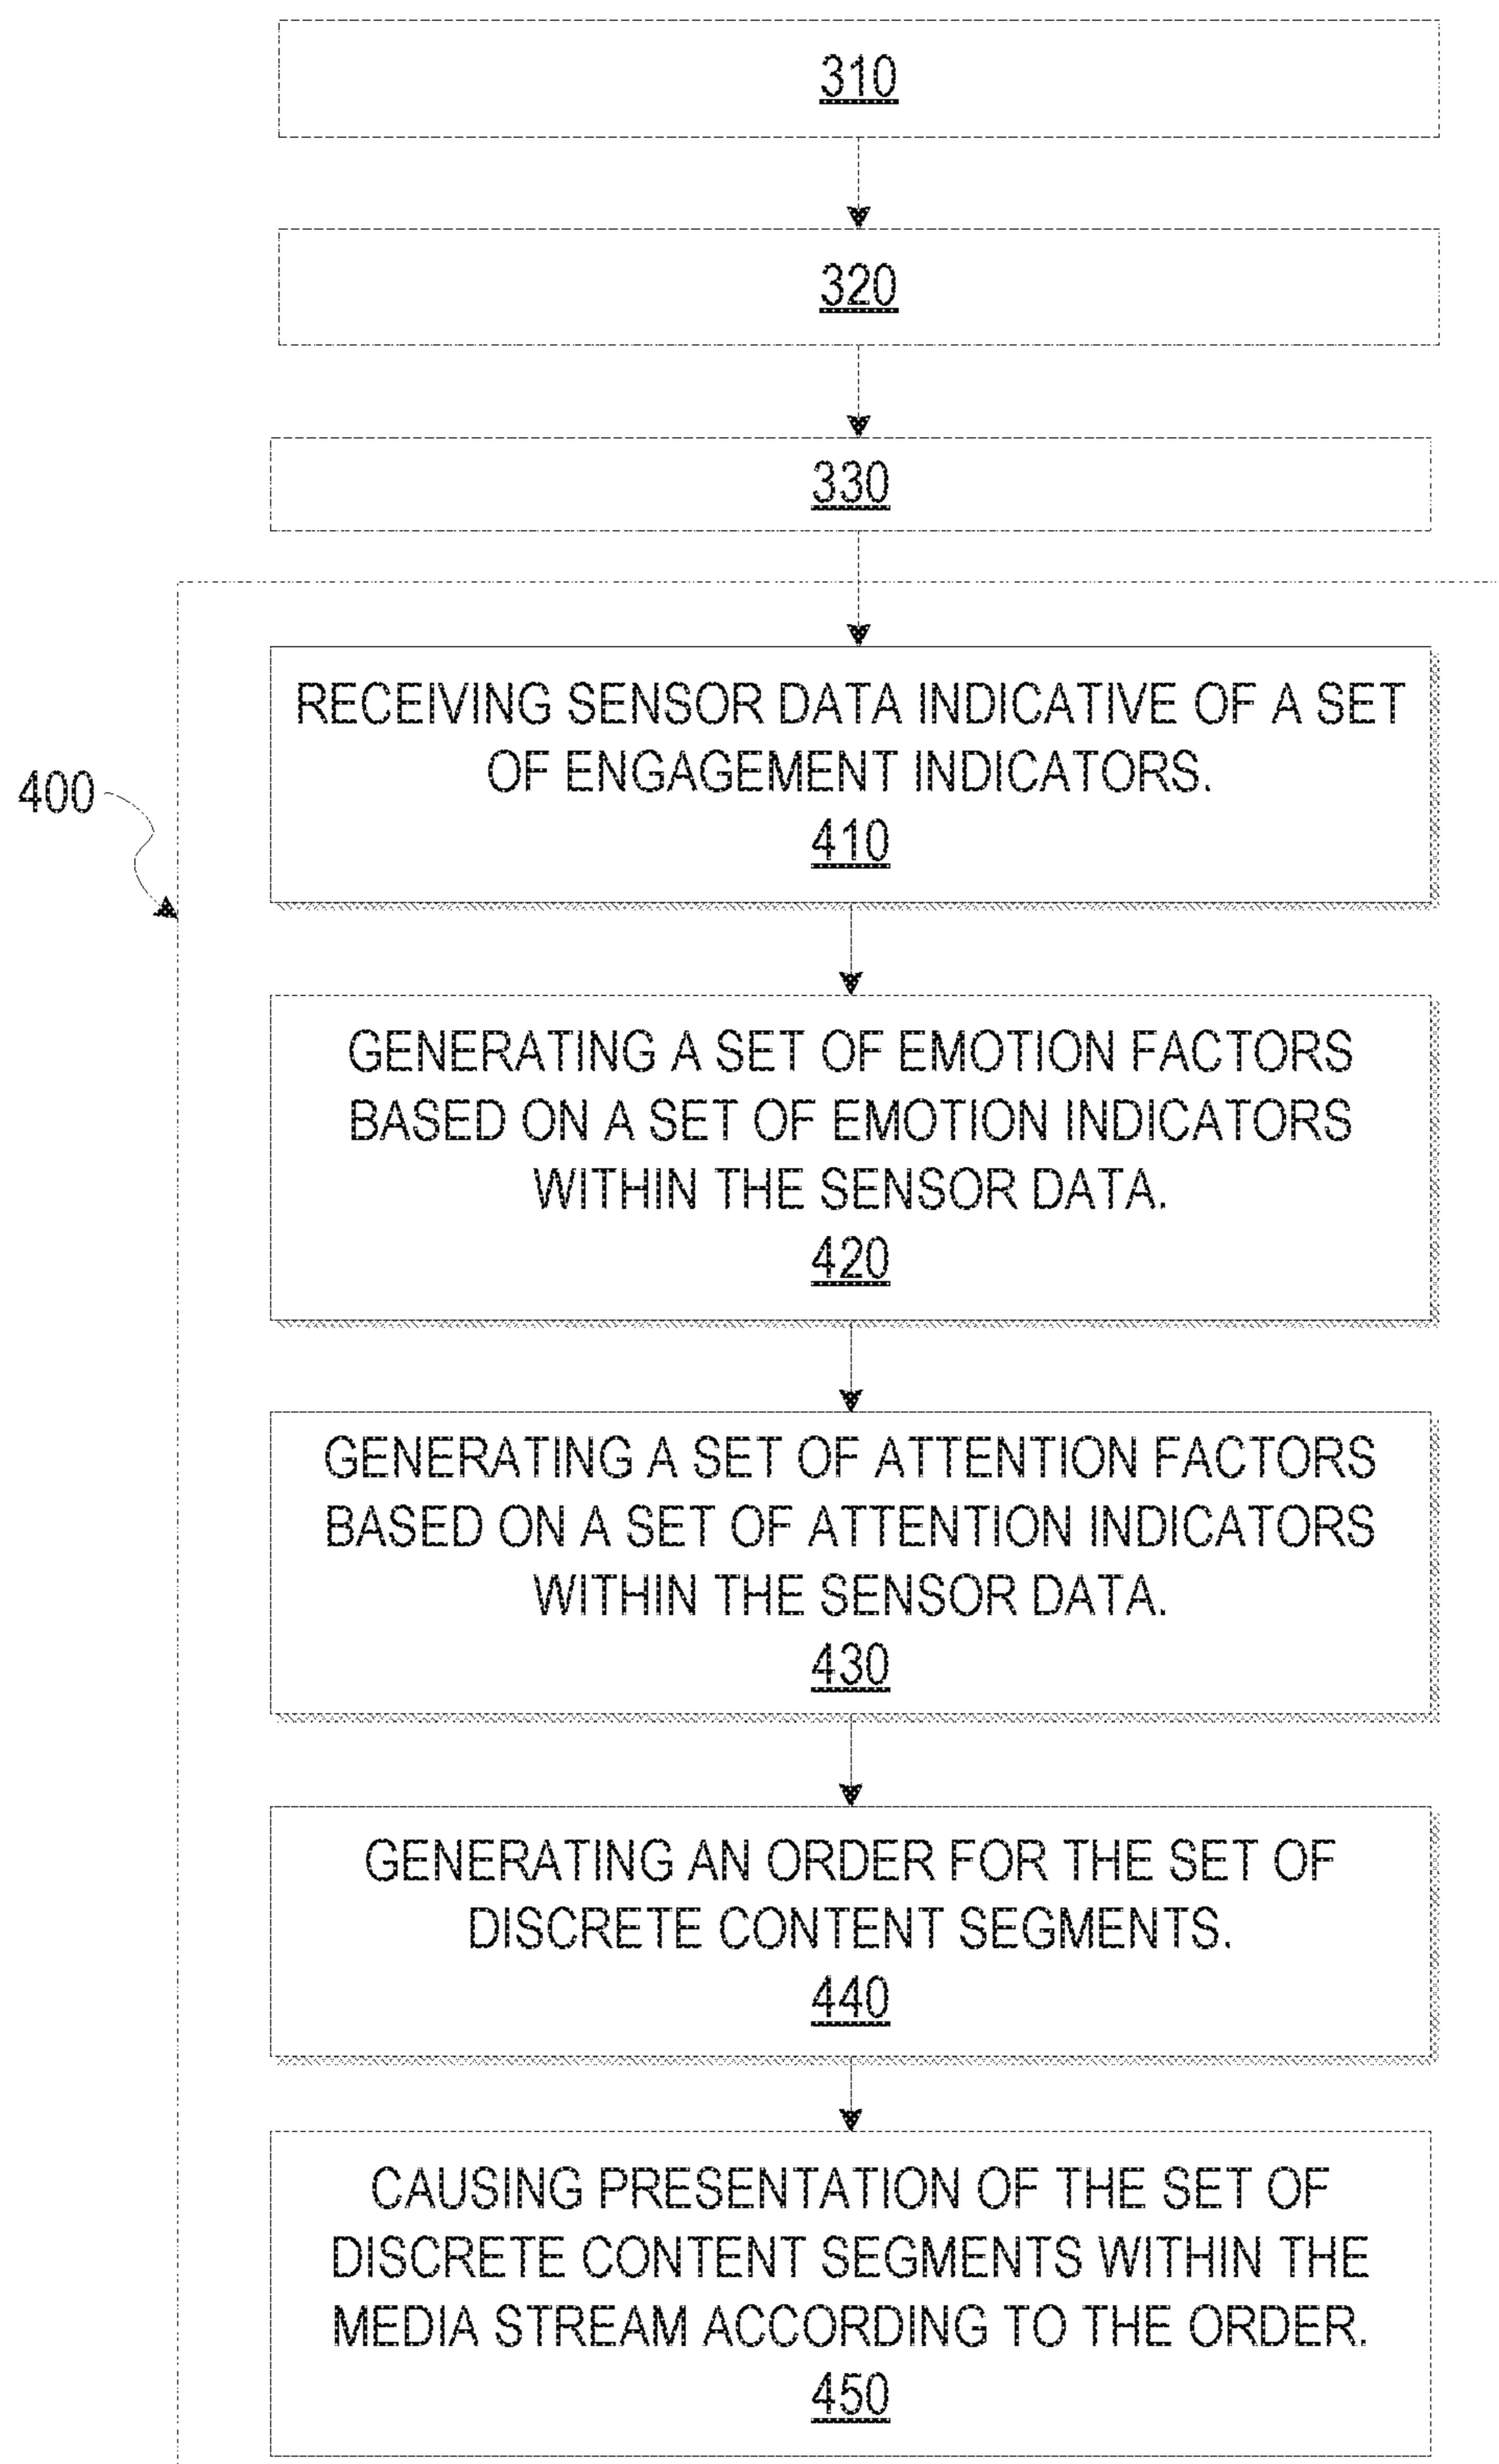 310
320
330
400
RECEIVING SENSOR DATA INDICATIVE OF A SET
OF ENGAGEMENT INDICATORS.
410
GENERATING A SET OF EMOTION FACTORS
BASED ON A SET OF EMOTION INDICATORS
WITHIN THE SENSOR DATA.
420
GENERATING A SET OF ATTENTION FACTORS
BASED ON A SET OF ATTENTION INDICATORS
WITHIN THE SENSOR DATA.
430
GENERATING AN ORDER FOR THE SET OF
DISCRETE CONTENT SEGMENTS.
440
CAUSING PRESENTATION OF THE SET OF
DISCRETE CONTENT SEGMENTS WITHIN THE
MEDIA STREAM ACCORDING TO THE ORDER.
450